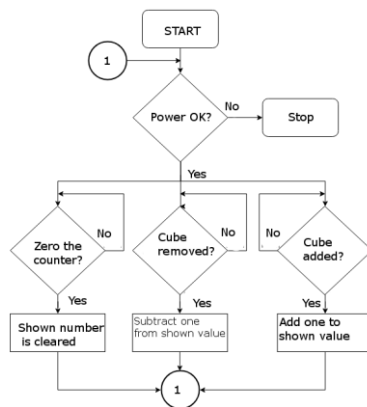 START
1
Power OK?
No
Stop
Yes
Zero the
counter?
No
Cube
removed?
No
No
Cube
added?
Yes
Yes
Yes
Shown number
is cleared
Subtract one
from shown value
Add one to
shown value
1